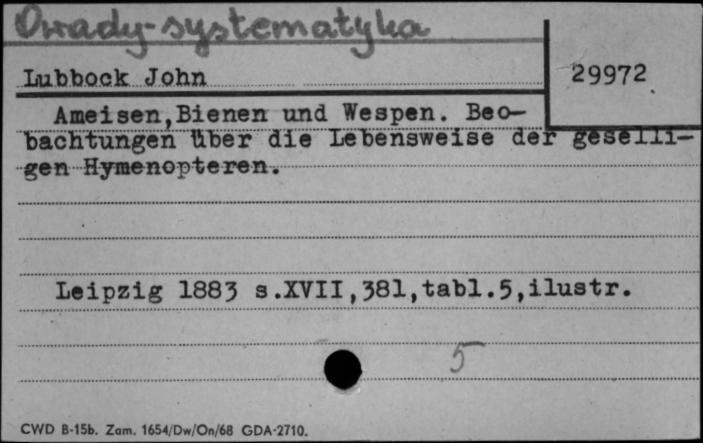 Owady-systematyka
Lubbock John
29972
Ameisen,Bienen und Wespen. Beo-
bachtungen über die Lebensweise der geselli-
gen Hymenopteren.
Leipzig 1883 s.XVII,381,tabl.5,ilustr.
5
CWD B-15b. Zam. 1654/Dw/On/68 GDA-2710.